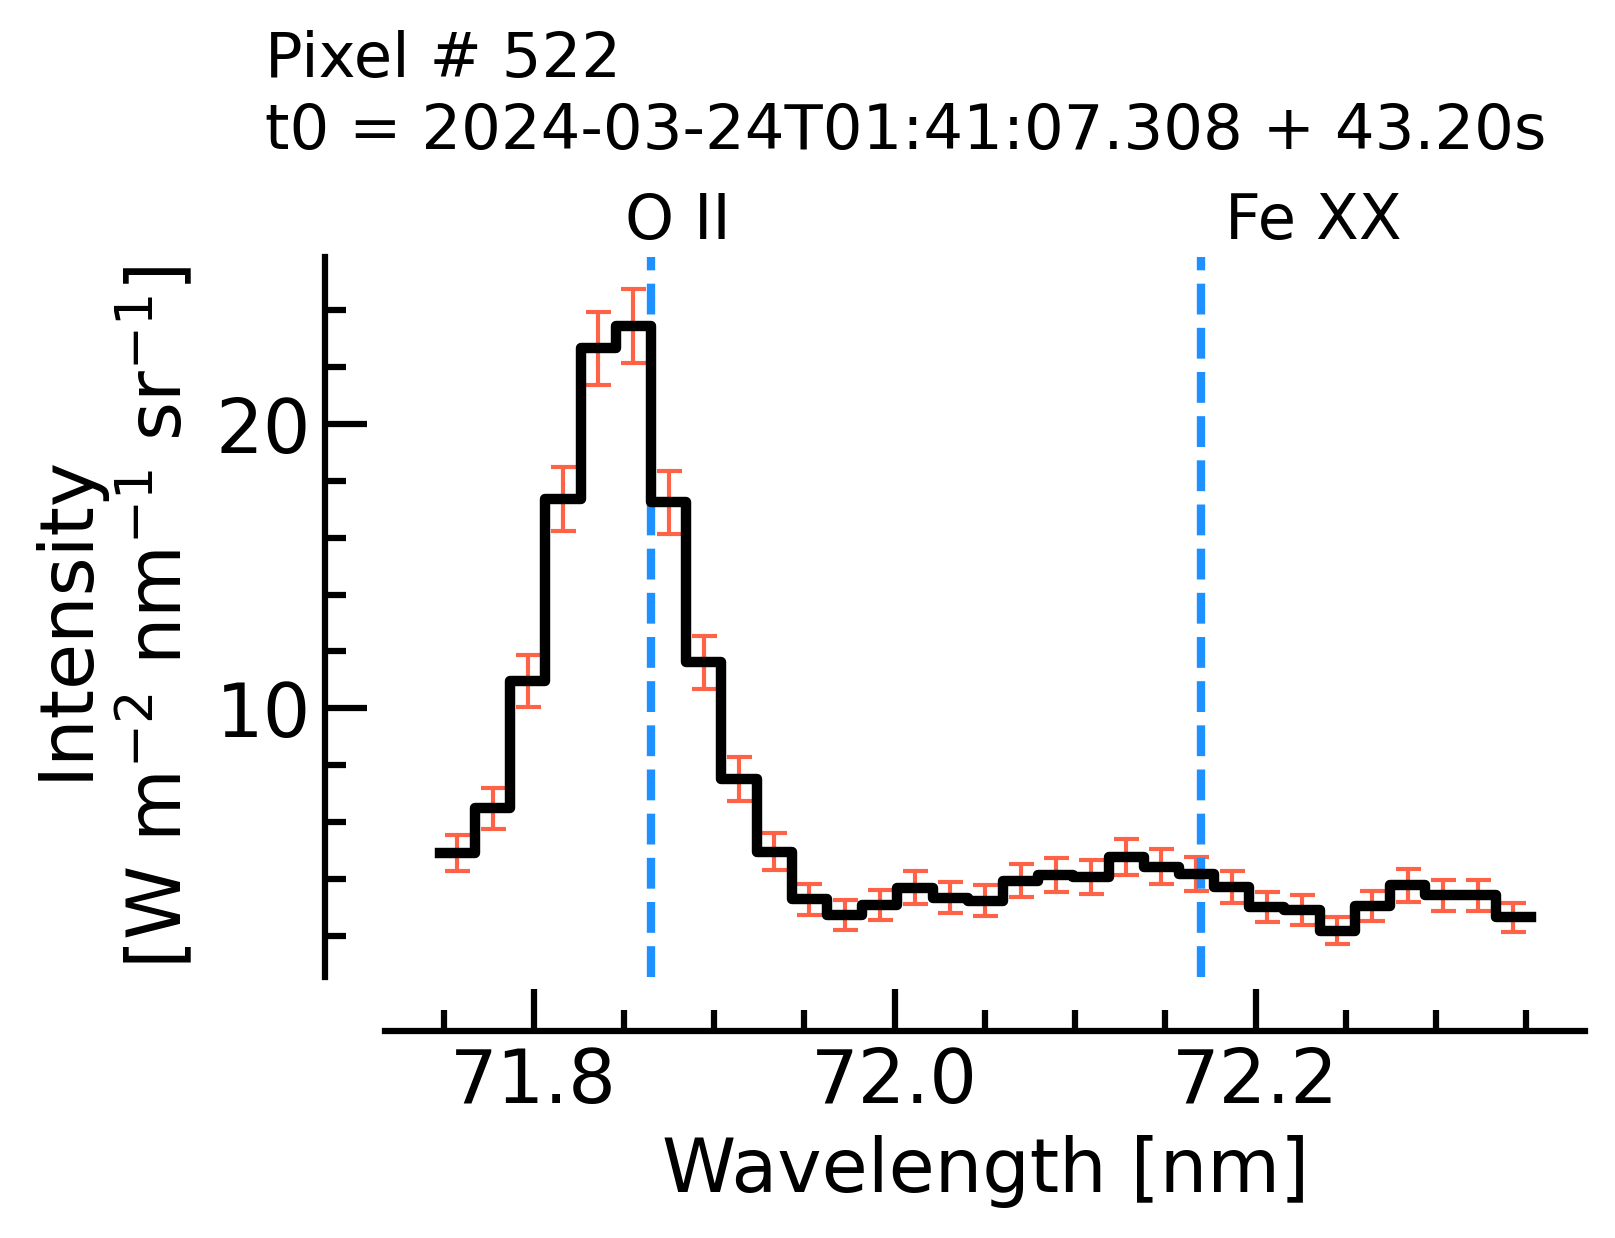 Pixel # 522
t0 = 2024-03-24T01:41:07.308 + 43.20s
O II
Fe XX
Intensity
[W m⁻² nm⁻¹ sr⁻¹]
20
10
71.8
72.0
72.2
Wavelength [nm]